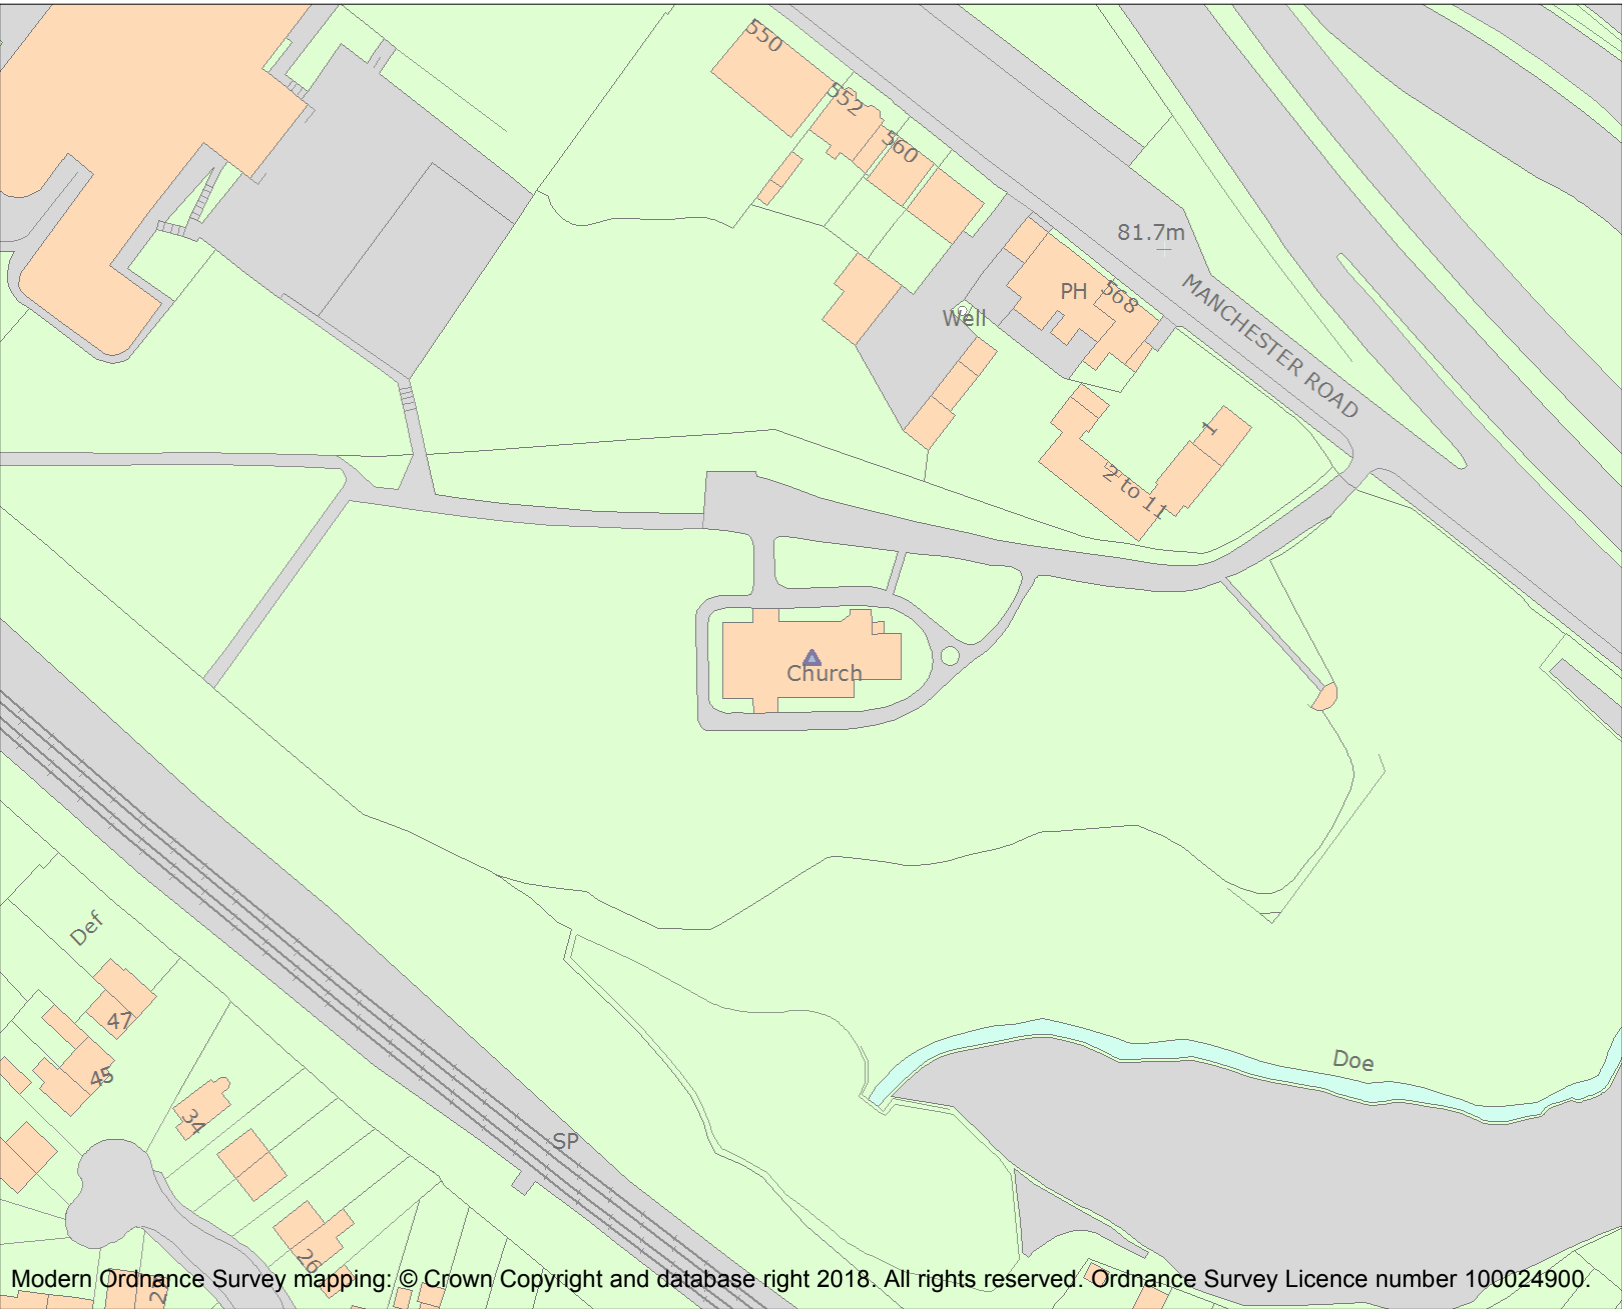 550
552
560
81.7m
PH
568
Well
MANCHESTER ROAD
1
2 to 11
Church
Def
47
45
34
Doe
SP
26
Modern Ordnance Survey mapping: © Crown Copyright and database right 2018. All rights reserved. Ordnance Survey Licence number 100024900.